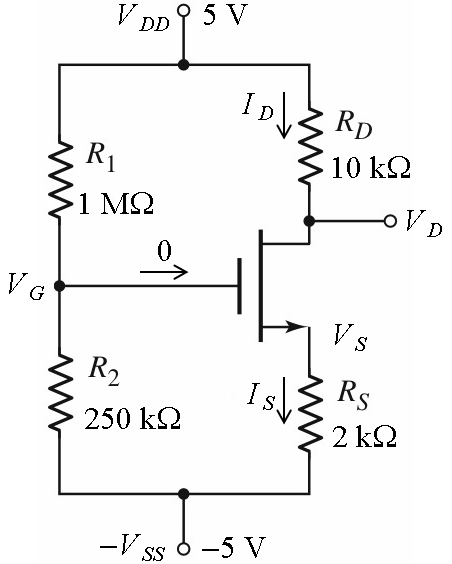 V_DD 5 V
I_D R_D
10 kΩ
R_1
1 MΩ
V_D
0
V_G
V_S
R_2
250 kΩ
I_S R_S
2 kΩ
−V_SS −5 V